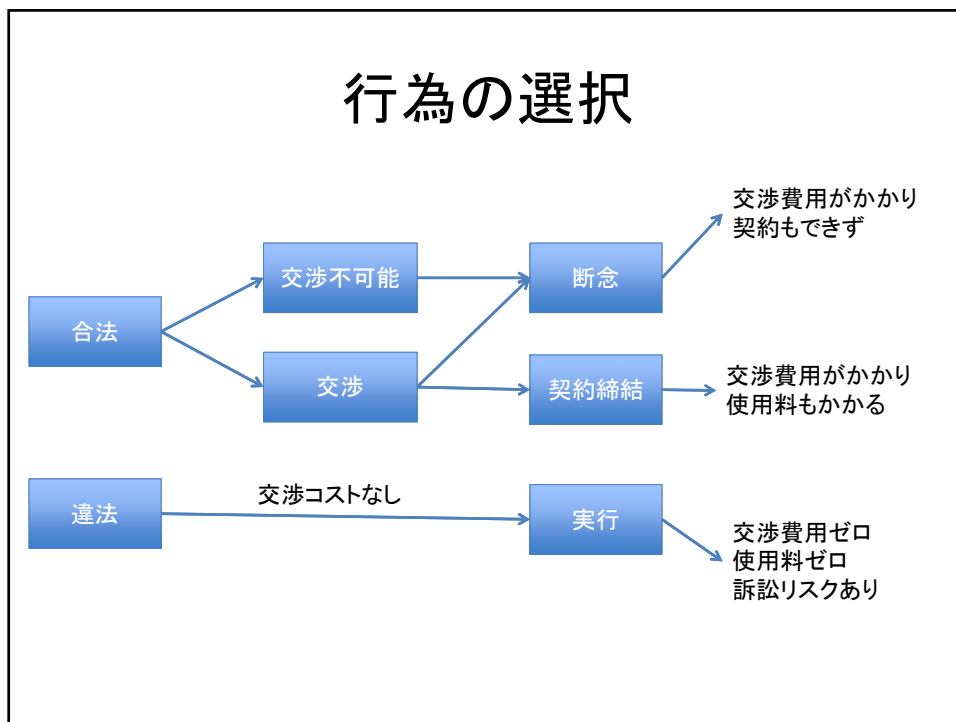 行為の選択
交渉費用がかかり
契約もできず
交渉不可能
断念
合法
交渉
契約締結
交渉費用がかかり
使用料もかかる
違法
交渉コストなし
実行
交渉費用ゼロ
使用料ゼロ
訴訟リスクあり